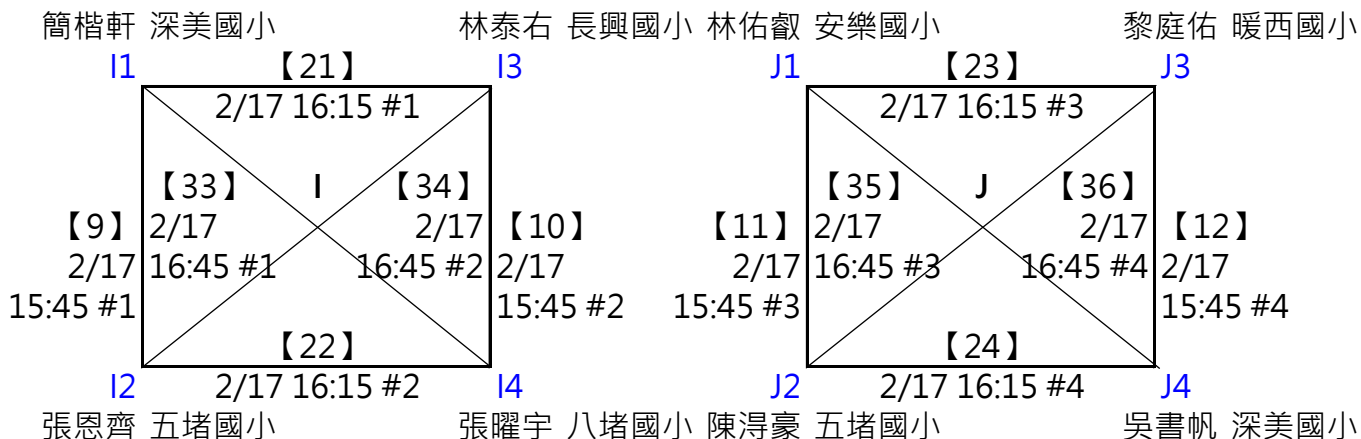 簡楷軒 深美國小 林泰右 長興國小 林佑叡 安樂國小 黎庭佑 暖西國小
I1 【21】 I3 J1 【23】 J3
2/17 16:15 #1 2/17 16:15 #3
【33】 I 【34】 【35】 J 【36】
【9】 2/17 2/17 【10】 【11】 2/17 2/17 【12】
2/17 16:45 #1 16:45 #2 2/17 2/17 16:45 #3 16:45 #4 2/17
15:45 #1 15:45 #2 15:45 #3 15:45 #4
【22】 【24】
I2 2/17 16:15 #2 I4 J2 2/17 16:15 #4 J4
張恩齊 五堵國小 張曜宇 八堵國小 陳淂豪 五堵國小 吳書帆 深美國小